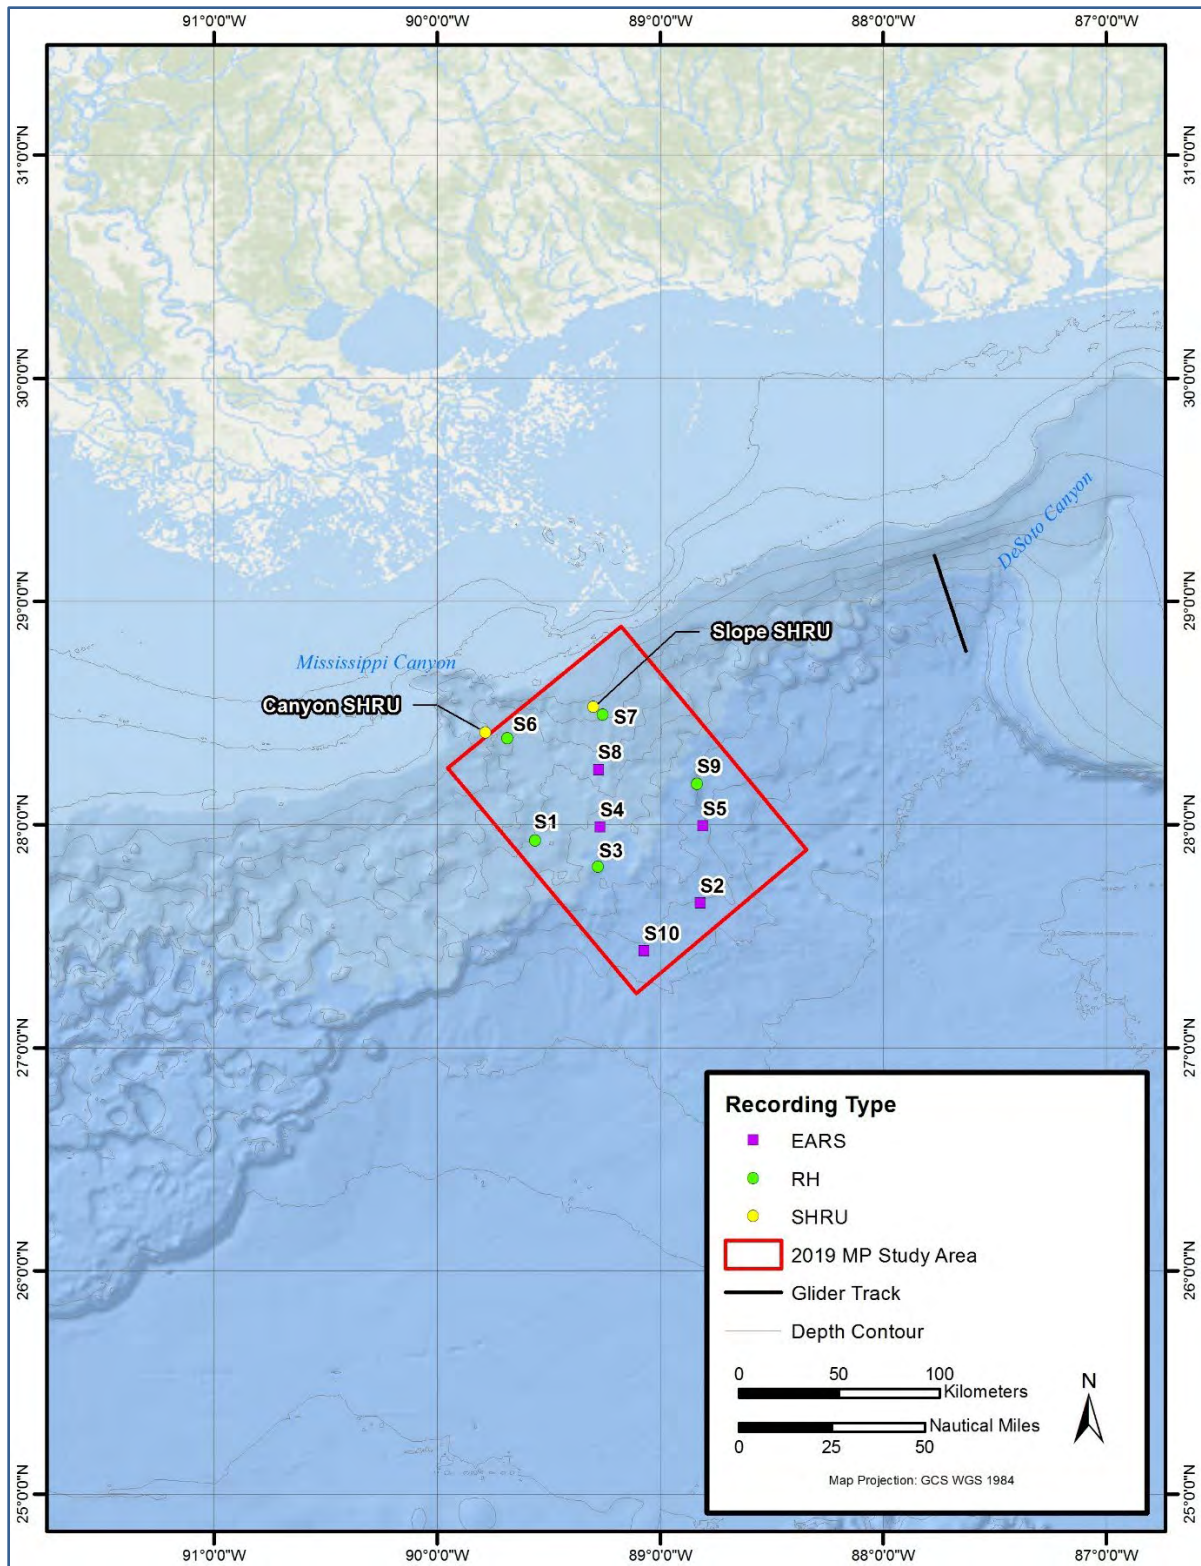 91°0'0"W 90°0'0"W 89°0'0"W 88°0'0"W 87°0'0"W
31°0'0"N 31°0'0"N
30°0'0"N 30°0'0"N
DeSoto Canyon
29°0'0"N 29°0'0"N
Slope SHRU
Mississippi Canyon
Canyon SHRU
S6 S7
S8 S9
S4 S5
28°0'0"N 28°0'0"N
S1
S3
S2
S10
27°0'0"N 27°0'0"N
Recording Type
EARS
RH
SHRU
2019 MP Study Area
26°0'0"N 26°0'0"N
Glider Track
Depth Contour
0 50 100
Kilometers
N
Nautical Miles
0 25 50
Map Projection: GCS WGS 1984
25°0'0"N 25°0'0"N
91°0'0"W 90°0'0"W 89°0'0"W 88°0'0"W 87°0'0"W